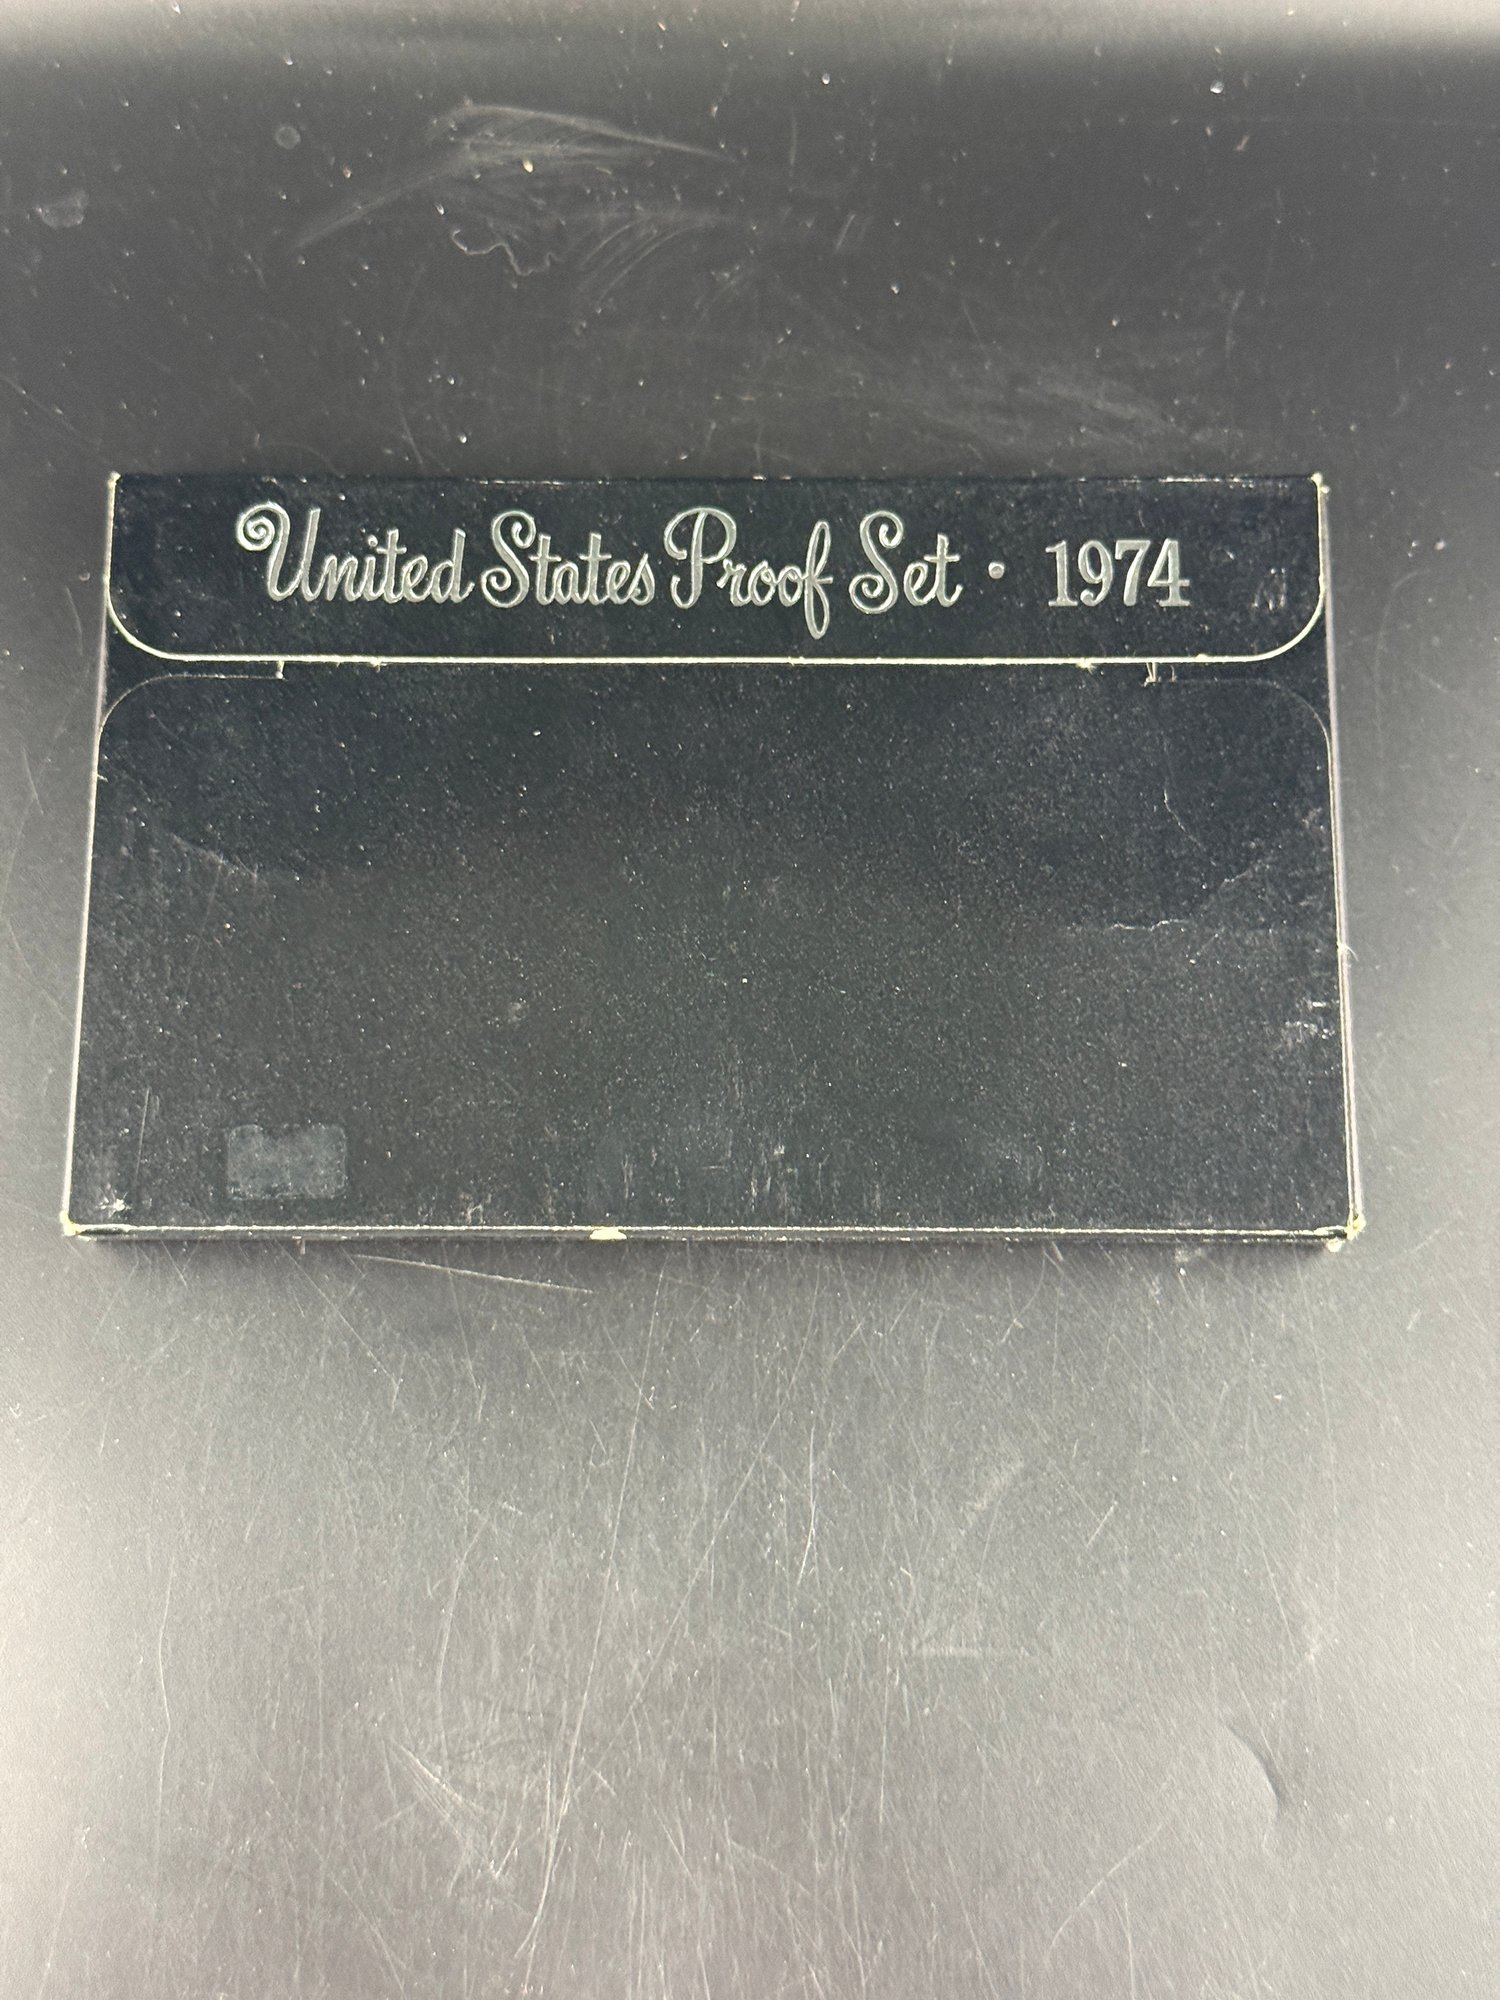 United States Proof Set • 1974